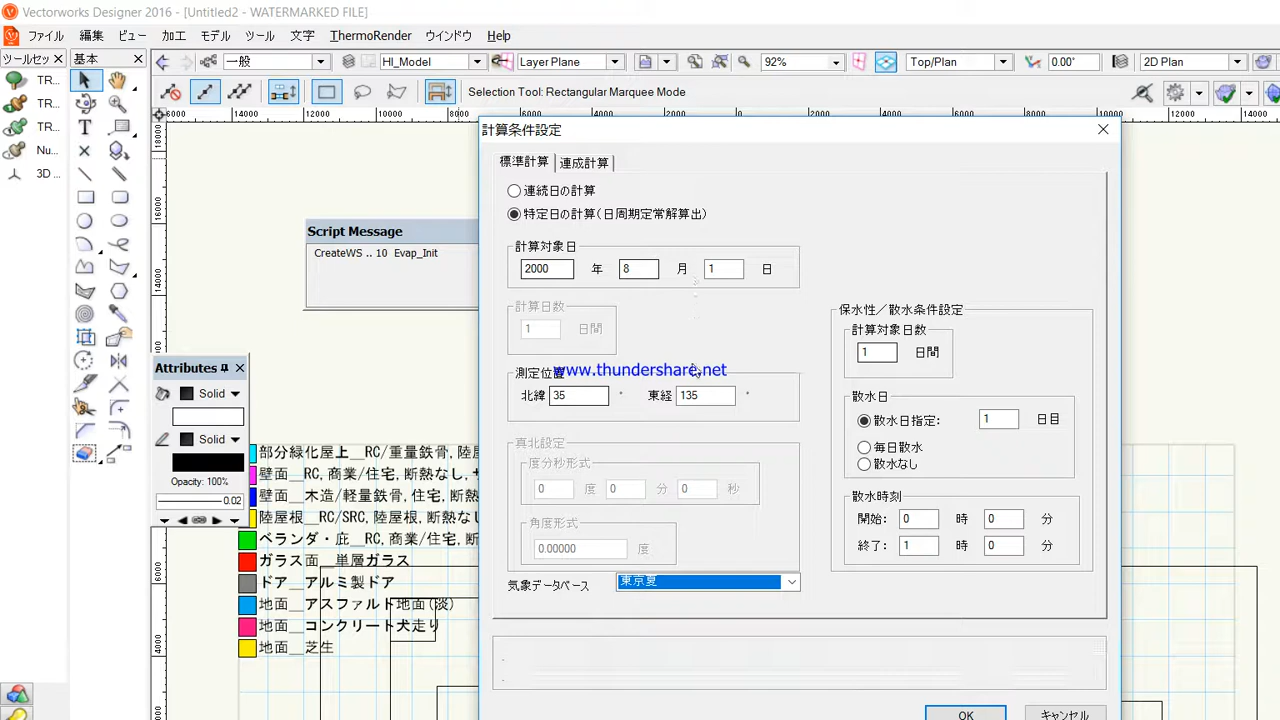 Vectorworks Designer 2016 - [Untitled2 - WATERMARKED FILE]
ファイル 編集 ビュー 加工 モデル ツール 文字 ThermoRender ウインドウ Help
ツールセッ... × 基本 ×
一般 HI_Model Layer Plane 92% Top/Plan 0.00° 2D Plan
Selection Tool: Rectangular Marquee Mode
TR...
TR...
TR...
Nu...
3D ...
14000 10000 8000 4000 2000 0 2000 4000 6000 8000 10000 14000
18000
16000
14000
6000
4000
Script Message
CreateWS .. 10 Evap_Init
Attributes ×
Solid
Solid
Opacity: 100%
0.02
部分緑化屋上__RC/重量鉄骨, 陸屋
壁面__RC, 商業/住宅, 断熱なし, サ
壁面__木造/軽量鉄骨, 住宅, 断熱
陸屋根__RC/SRC, 陸屋根, 断熱な
ベランダ・庇__RC, 商業/住宅, 断熱
ガラス面__単層ガラス
ドア__アルミ製ドア
地面__アスファルト地面(淡)
地面__コンクリート犬走り
地面__芝生
計算条件設定
標準計算 連成計算
連続日の計算
特定日の計算(日周期定常解算出)
計算対象日
2000 年 8 月 1 日
計算日数
1 日間
www.thundershare.net
測定位置
北緯 35 ° 東経 135 °
真北設定
度分秒形式
0 度 0 分 0 秒
角度形式
0.00000 度
気象データベース 東京夏
保水性/散水条件設定
計算対象日数
1 日間
散水日
散水日指定: 1 日目
毎日散水
散水なし
散水時刻
開始: 0 時 0 分
終了: 1 時 0 分
OK キャンセル